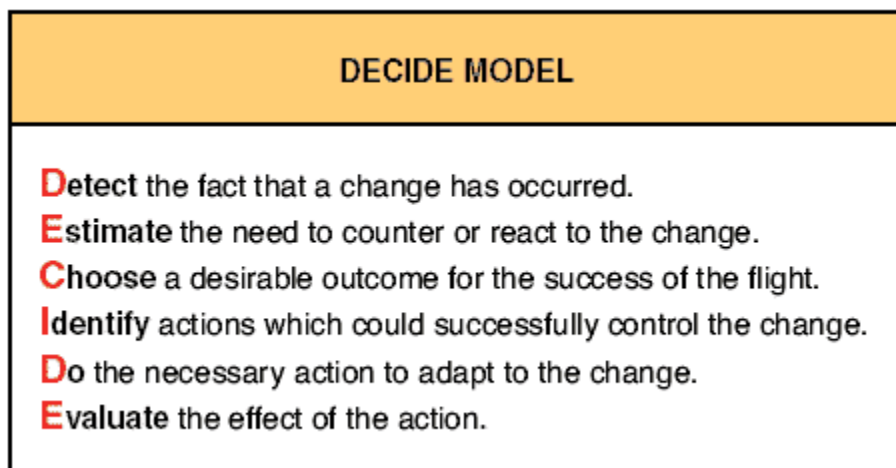 DECIDE MODEL
Detect the fact that a change has occurred.
Estimate the need to counter or react to the change.
Choose a desirable outcome for the success of the flight.
Identify actions which could successfully control the change.
Do the necessary action to adapt to the change.
Evaluate the effect of the action.